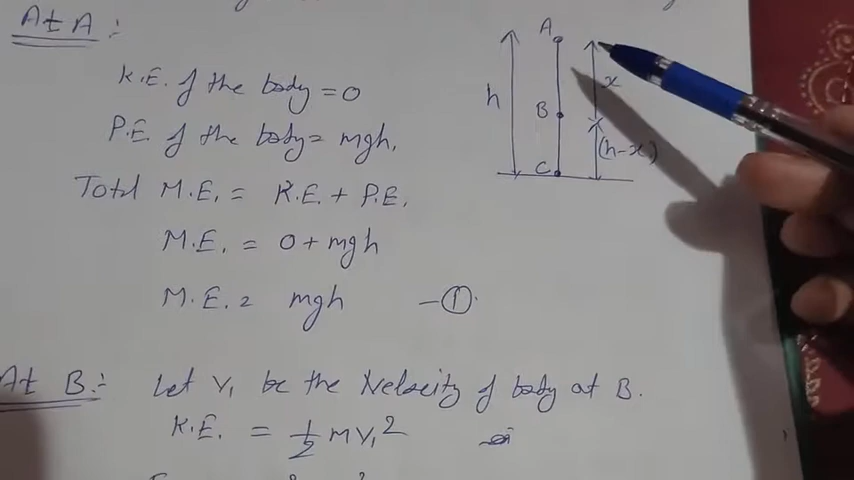 At A :-
K.E. of the body = 0
P.E. of the body = mgh,
Total M.E. = K.E. + P.E.
M.E. = 0 + mgh
M.E. = mgh —①
A
h
x
B
(h-x)
C
At B :- Let V₁ be the Velocity of body at B.
K.E. = 1/2 mV₁²